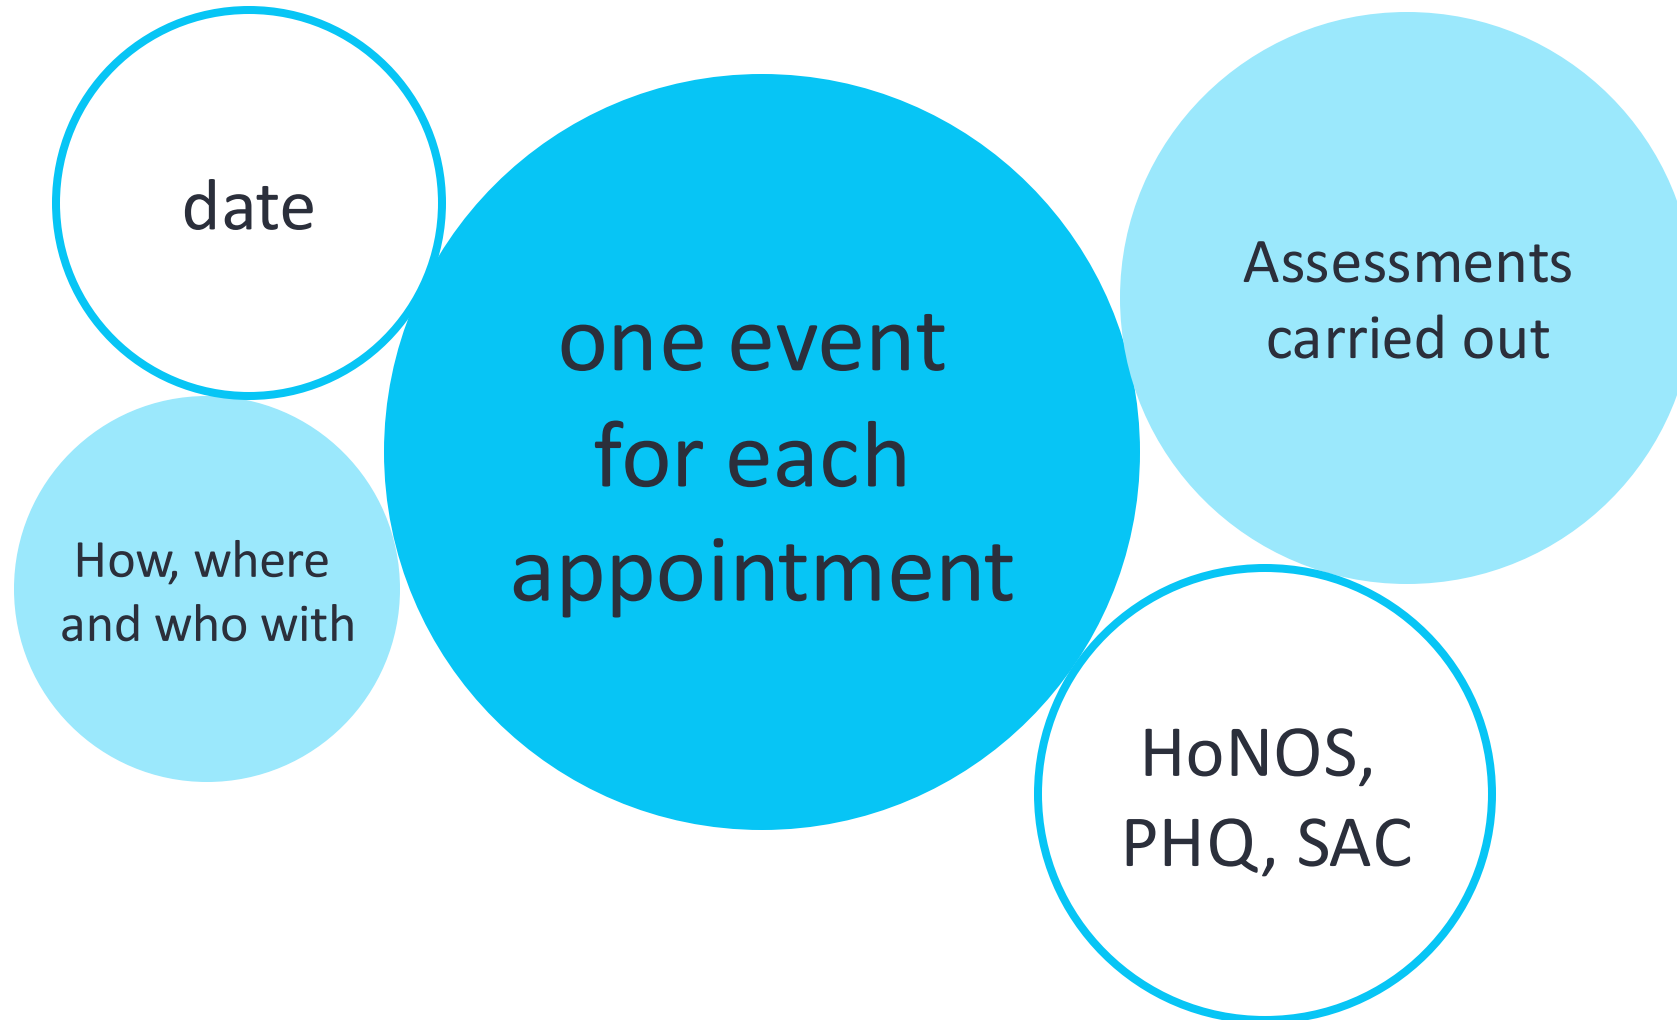 date
How, where
and who with
one event
for each
appointment
Assessments
carried out
HoNOS,
PHQ, SAC